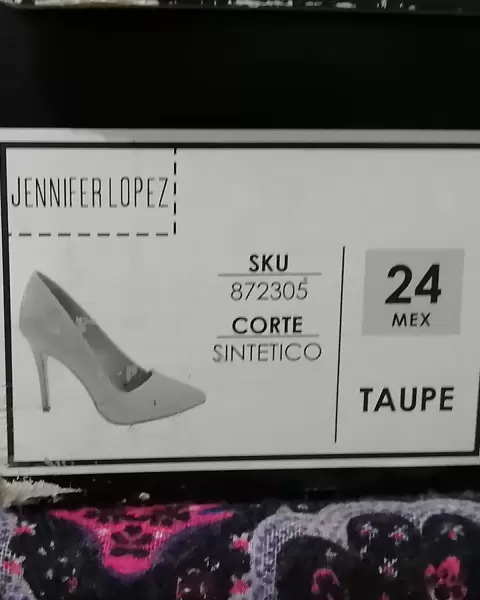 JENNIFER LOPEZ
SKU
872305
CORTE
SINTETICO
24
MEX
TAUPE